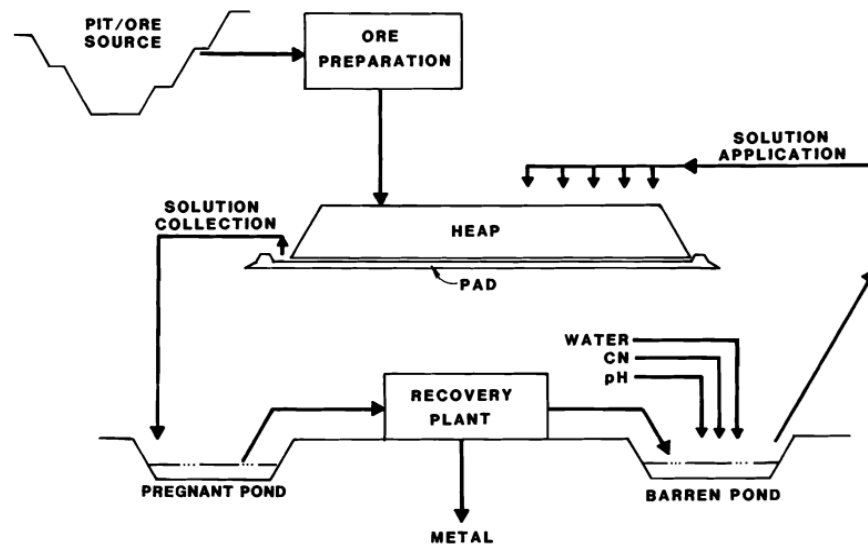 PIT/ORE
SOURCE
ORE
PREPARATION
SOLUTION
APPLICATION
SOLUTION
COLLECTION
HEAP
PAD
WATER
CN
pH
RECOVERY
PLANT
PREGNANT POND
BARREN POND
METAL